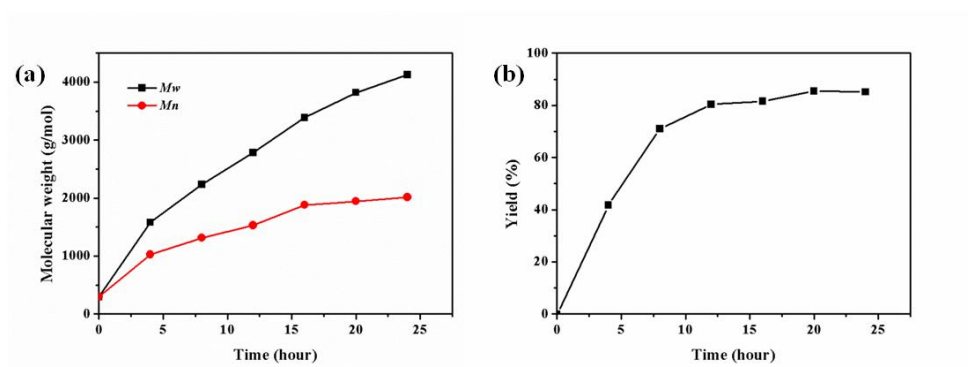 (a)
Mw
Mn
Molecular weight (g/mol)
4000
3000
2000
1000
0
0 5 10 15 20 25
Time (hour)
(b)
Yield (%)
100
80
60
40
20
0
0 5 10 15 20 25
Time (hour)